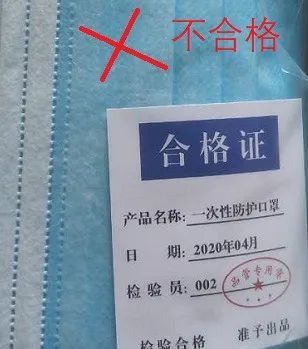 不合格
合格证
产品名称: 一次性防护口罩
日 期: 2020年04月
检 验 员: 002
检验合格 准予出品